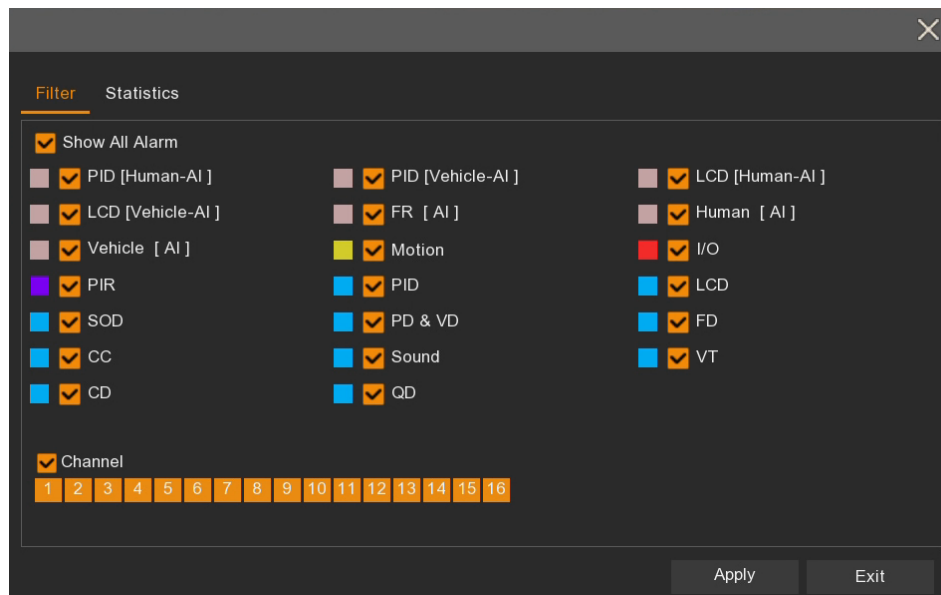 Filter Statistics
Show All Alarm
PID [Human-AI ] PID [Vehicle-AI ] LCD [Human-AI ]
LCD [Vehicle-AI ] FR [ AI ] Human [ AI ]
Vehicle [ AI ] Motion I/O
PIR PID LCD
SOD PD & VD FD
CC Sound VT
CD QD
Channel
1 2 3 4 5 6 7 8 9 10 11 12 13 14 15 16
Apply Exit